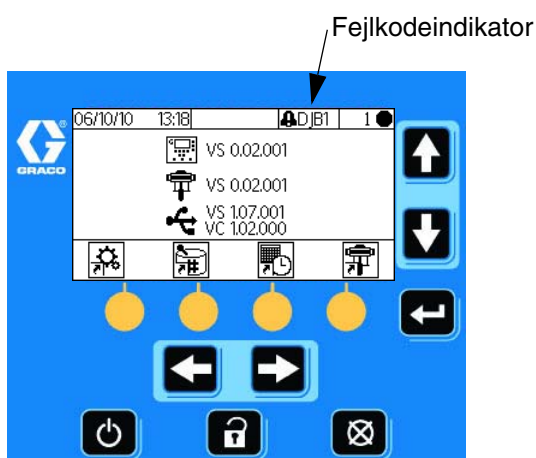 Fejlkodeindikator
06/10/10 13:18 DJB1 1
GRACO
VS 0.02.001
VS 0.02.001
VS 1.07.001
VC 1.02.000